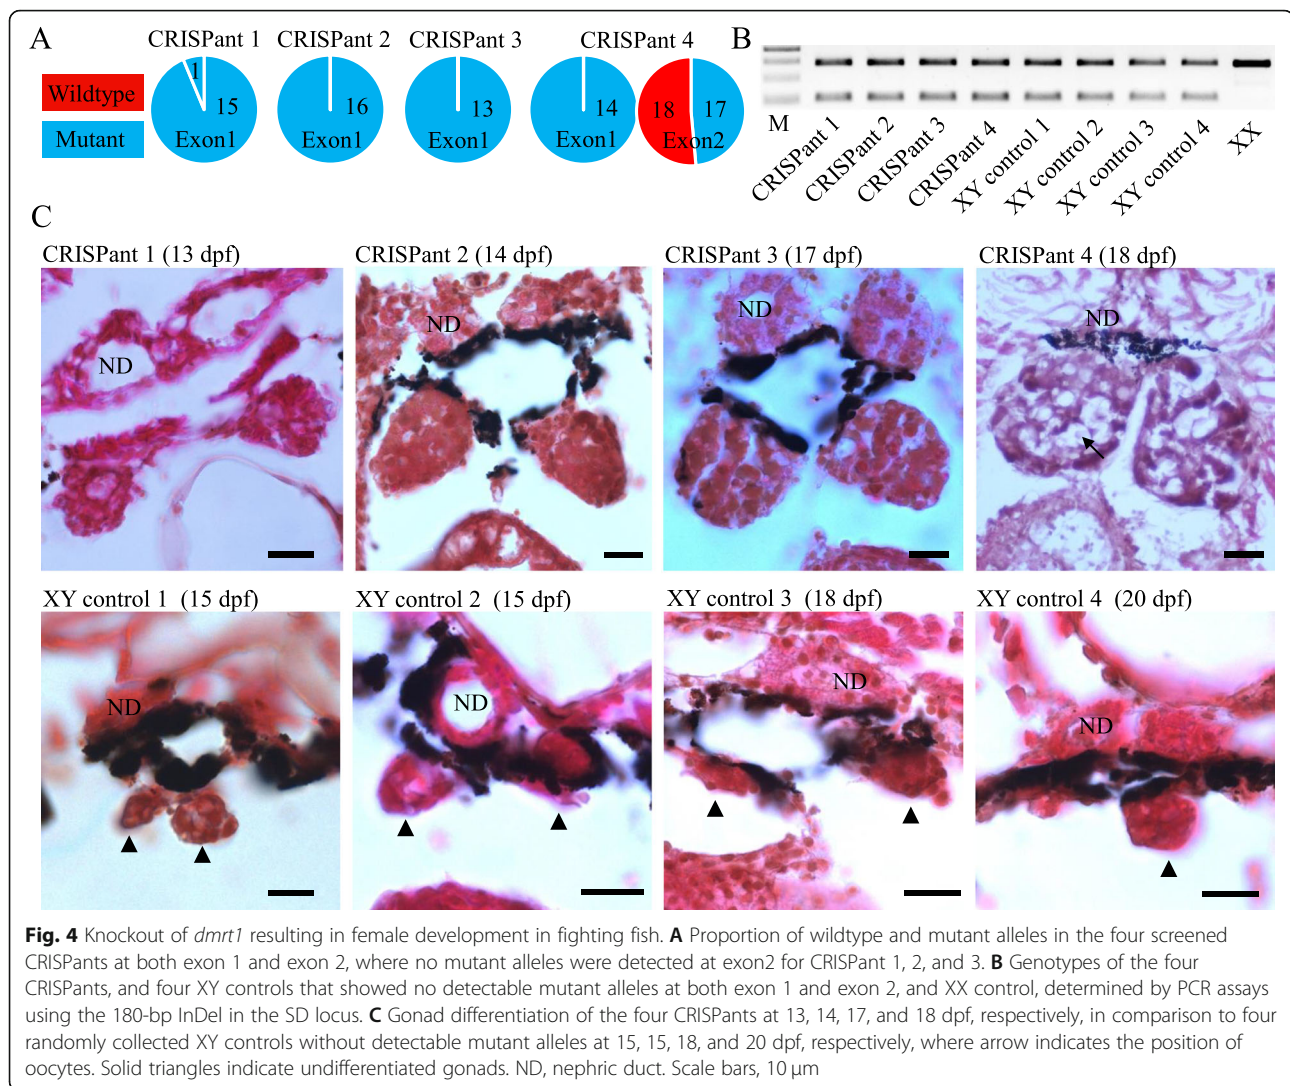 A
CRISPant 1 CRISPant 2 CRISPant 3 CRISPant 4
Wildtype
Mutant
1
15
Exon1
16
Exon1
13
Exon1
14
Exon1
18
17
Exon2
B
M
CRISPant 1
CRISPant 2
CRISPant 3
CRISPant 4
XY control 1
XY control 2
XY control 3
XY control 4
XX
C
CRISPant 1 (13 dpf)
ND
CRISPant 2 (14 dpf)
ND
CRISPant 3 (17 dpf)
ND
CRISPant 4 (18 dpf)
ND
XY control 1 (15 dpf)
ND
XY control 2 (15 dpf)
ND
XY control 3 (18 dpf)
ND
XY control 4 (20 dpf)
ND
Fig. 4 Knockout of dmrt1 resulting in female development in fighting fish. A Proportion of wildtype and mutant alleles in the four screened
CRISPants at both exon 1 and exon 2, where no mutant alleles were detected at exon2 for CRISPant 1, 2, and 3. B Genotypes of the four
CRISPants, and four XY controls that showed no detectable mutant alleles at both exon 1 and exon 2, and XX control, determined by PCR assays
using the 180-bp InDel in the SD locus. C Gonad differentiation of the four CRISPants at 13, 14, 17, and 18 dpf, respectively, in comparison to four
randomly collected XY controls without detectable mutant alleles at 15, 15, 18, and 20 dpf, respectively, where arrow indicates the position of
oocytes. Solid triangles indicate undifferentiated gonads. ND, nephric duct. Scale bars, 10 μm